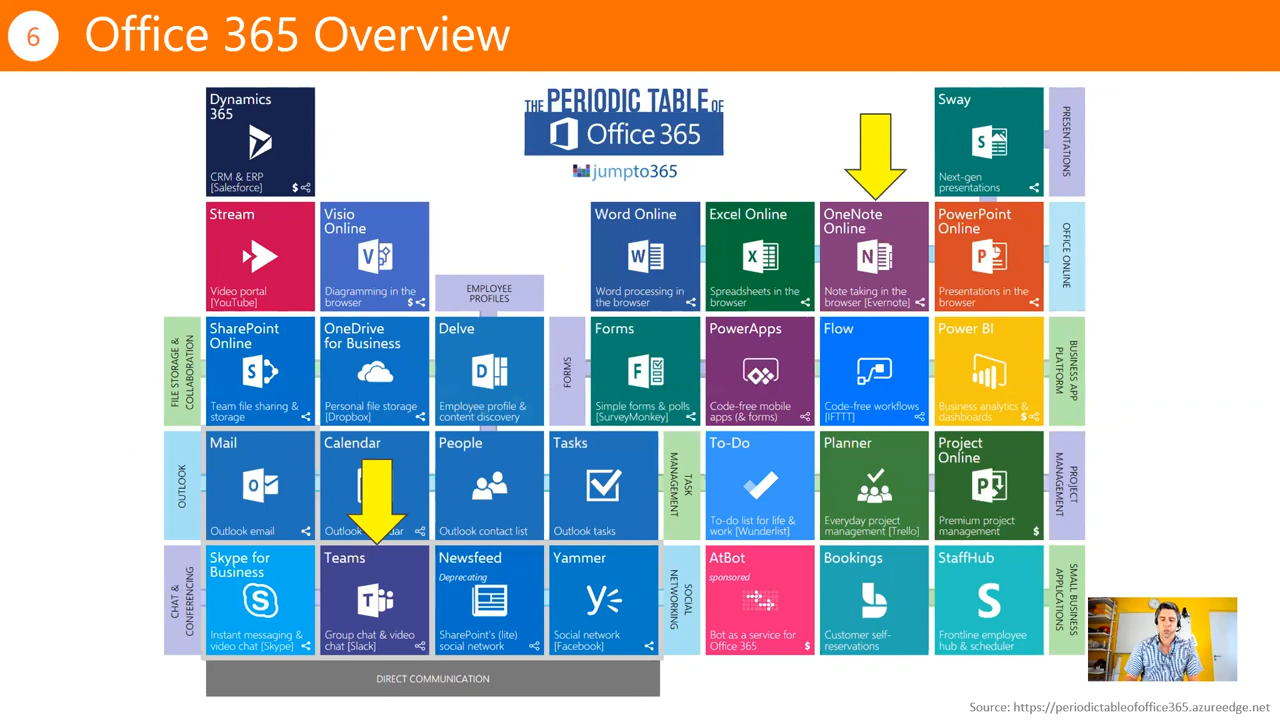 6
Office 365 Overview
THE PERIODIC TABLE OF
Office 365
jumpto365
Dynamics
365
CRM & ERP
[Salesforce]
$
Sway
S
Next-gen
presentations
PRESENTATIONS
Stream
Video portal
[YouTube]
Visio
Online
V
Diagramming in the
browser
$
Word Online
W
Word processing in
the browser
Excel Online
X
Spreadsheets in the
browser
OneNote
Online
N
Note taking in the
browser [Evernote]
PowerPoint
Online
P
Presentations in the
browser
OFFICE ONLINE
EMPLOYEE
PROFILES
FILE STORAGE &
COLLABORATION
SharePoint
Online
S
Team file sharing &
storage
OneDrive
for Business
Personal file storage
[Dropbox]
Delve
D
Employee profile &
content discovery
FORMS
Forms
F
Simple forms & polls
[SurveyMonkey]
PowerApps
Code-free mobile
apps (& forms)
Flow
Code-free workflows
[IFTTT]
Power BI
Business analytics &
dashboards
$
BUSINESS APP
PLATFORM
OUTLOOK
Mail
O
Outlook email
Calendar
Outlook
dar
People
Outlook contact list
Tasks
Outlook tasks
TASK
MANAGEMENT
To-Do
To-do list for life &
work [Wunderlist]
Planner
Everyday project
management [Trello]
Project
Online
P
Premium project
management
$
PROJECT
MANAGEMENT
CHAT &
CONFERENCING
Skype for
Business
S
Instant messaging &
video chat [Skype]
Teams
T
Group chat & video
chat [Slack]
Newsfeed
Deprecating
SharePoint's (lite)
social network
Yammer
Social network
[Facebook]
SOCIAL
NETWORKING
AtBot
sponsored
Bot as a service for
Office 365
$
Bookings
Customer self-
reservations
StaffHub
Frontline employee
hub & scheduler
SMALL BUSINESS
APPLICATIONS
DIRECT COMMUNICATION
Source: https://periodictableofoffice365.azureedge.net